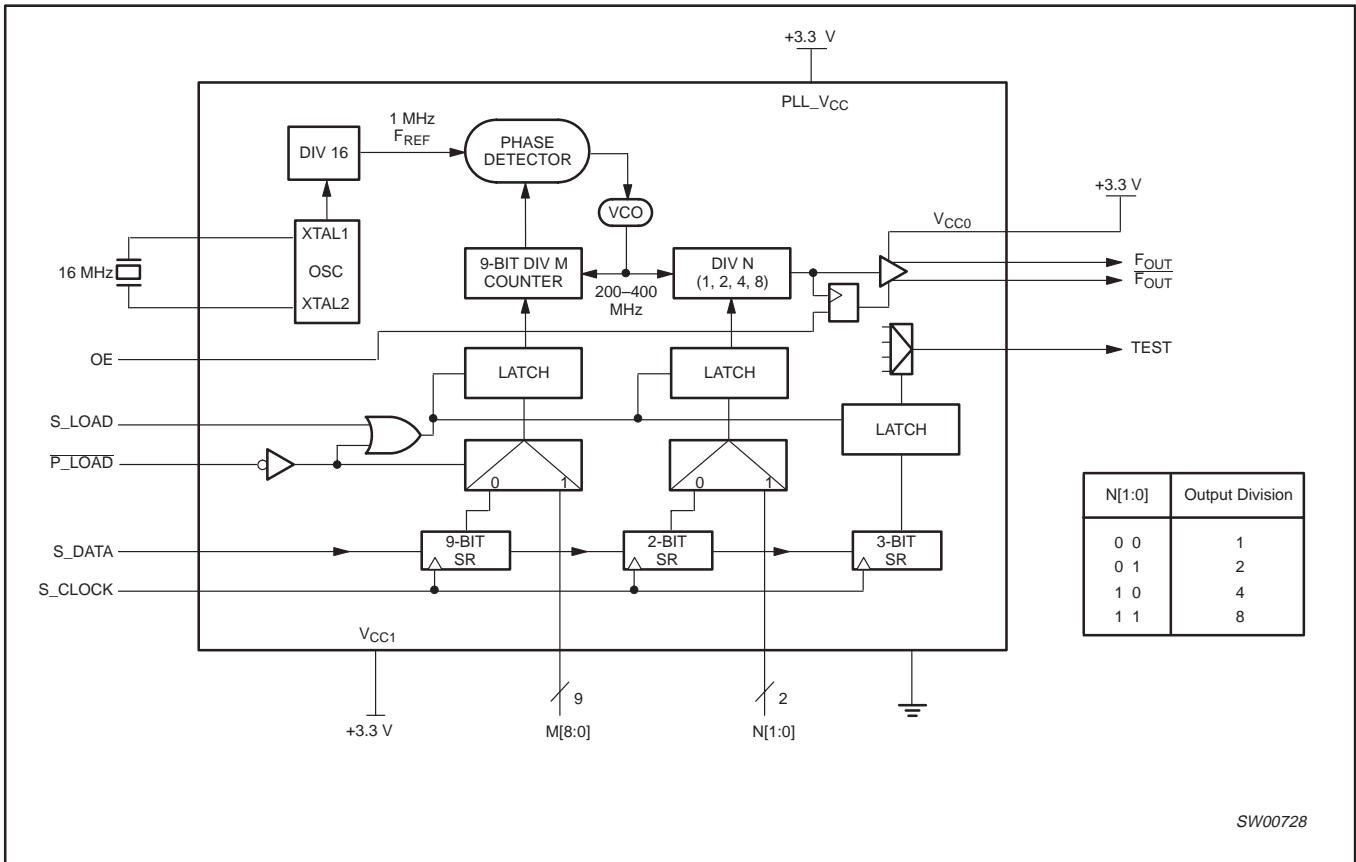 +3.3 V
PLL_VCC
1 MHz
FREF
DIV 16
PHASE
DETECTOR
+3.3 V
VCO
VCC0
XTAL1
16 MHz
OSC
XTAL2
9-BIT DIV M
COUNTER
200–400
MHz
DIV N
(1, 2, 4, 8)
FOUT
F̅O̅U̅T̅
OE
TEST
LATCH
LATCH
S_LOAD
LATCH
P̅_̅L̅O̅A̅D̅
0 1
0 1
S_DATA
9-BIT
SR
2-BIT
SR
3-BIT
SR
S_CLOCK
VCC1
+3.3 V
9
M[8:0]
2
N[1:0]
N[1:0] Output Division
0 0 1
0 1 2
1 0 4
1 1 8
SW00728